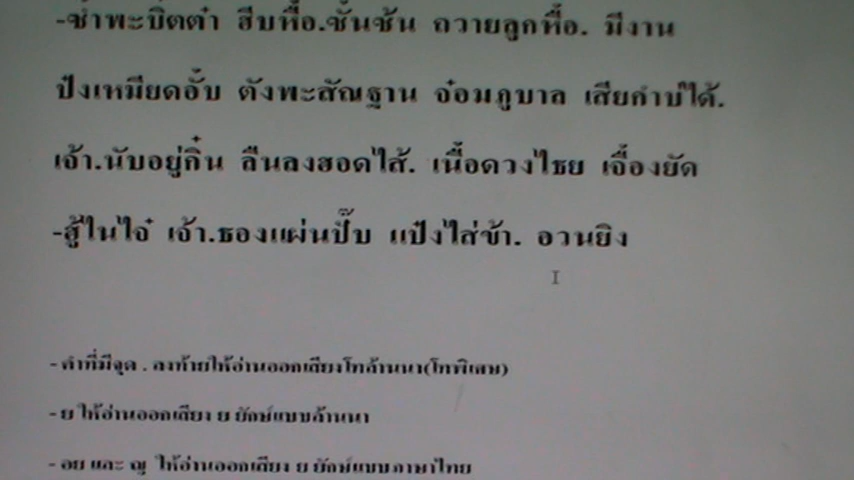 -ซ้ำพะบิ๊ตต๋ำ ฮีบหื้อ.ชั้นช้น ถวายลูกหื้อ. มีงาน
ป๋งเหมียดอั้บ ตังพะสัณฐาน จ๋อมภูบาล เสียคำบ่ได้.
เจ้า.นับอยู่กิ๋น ลืนลงฮอดไส้. เนื้อดวงไธย เจื้องยัด
-สู้ในไจ๋ เจ้า.ธองแผ่นปั๊บ แป๋งใส่ข้า. อวนยิง
- คำที่มีจุด . ลงท้ายให้อ่านออกเสียงโทล้านนา(โทพิเศษ)
- ย ให้อ่านออกเสียง ย ยักษ์แบบล้านนา
- อย และ ญ ให้อ่านออกเสียง ย ยักษ์แบบภาษาไทย